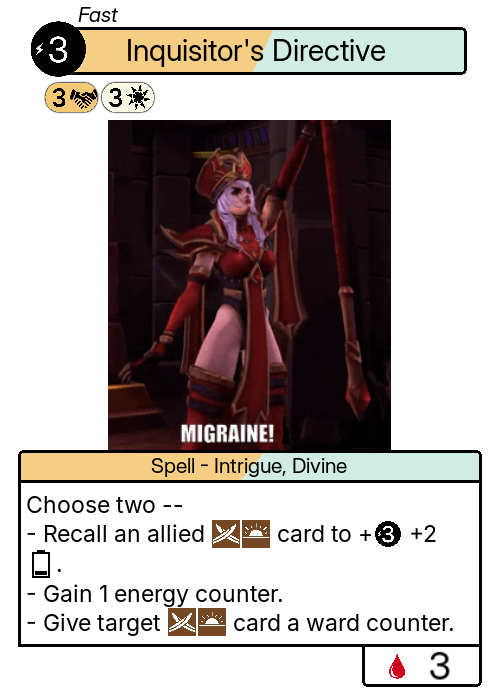 Fast
3 Inquisitor's Directive
3 3
MIGRAINE!
Spell - Intrigue, Divine
Choose two --
- Recall an allied card to +3 +2
.
- Gain 1 energy counter.
- Give target card a ward counter.
3